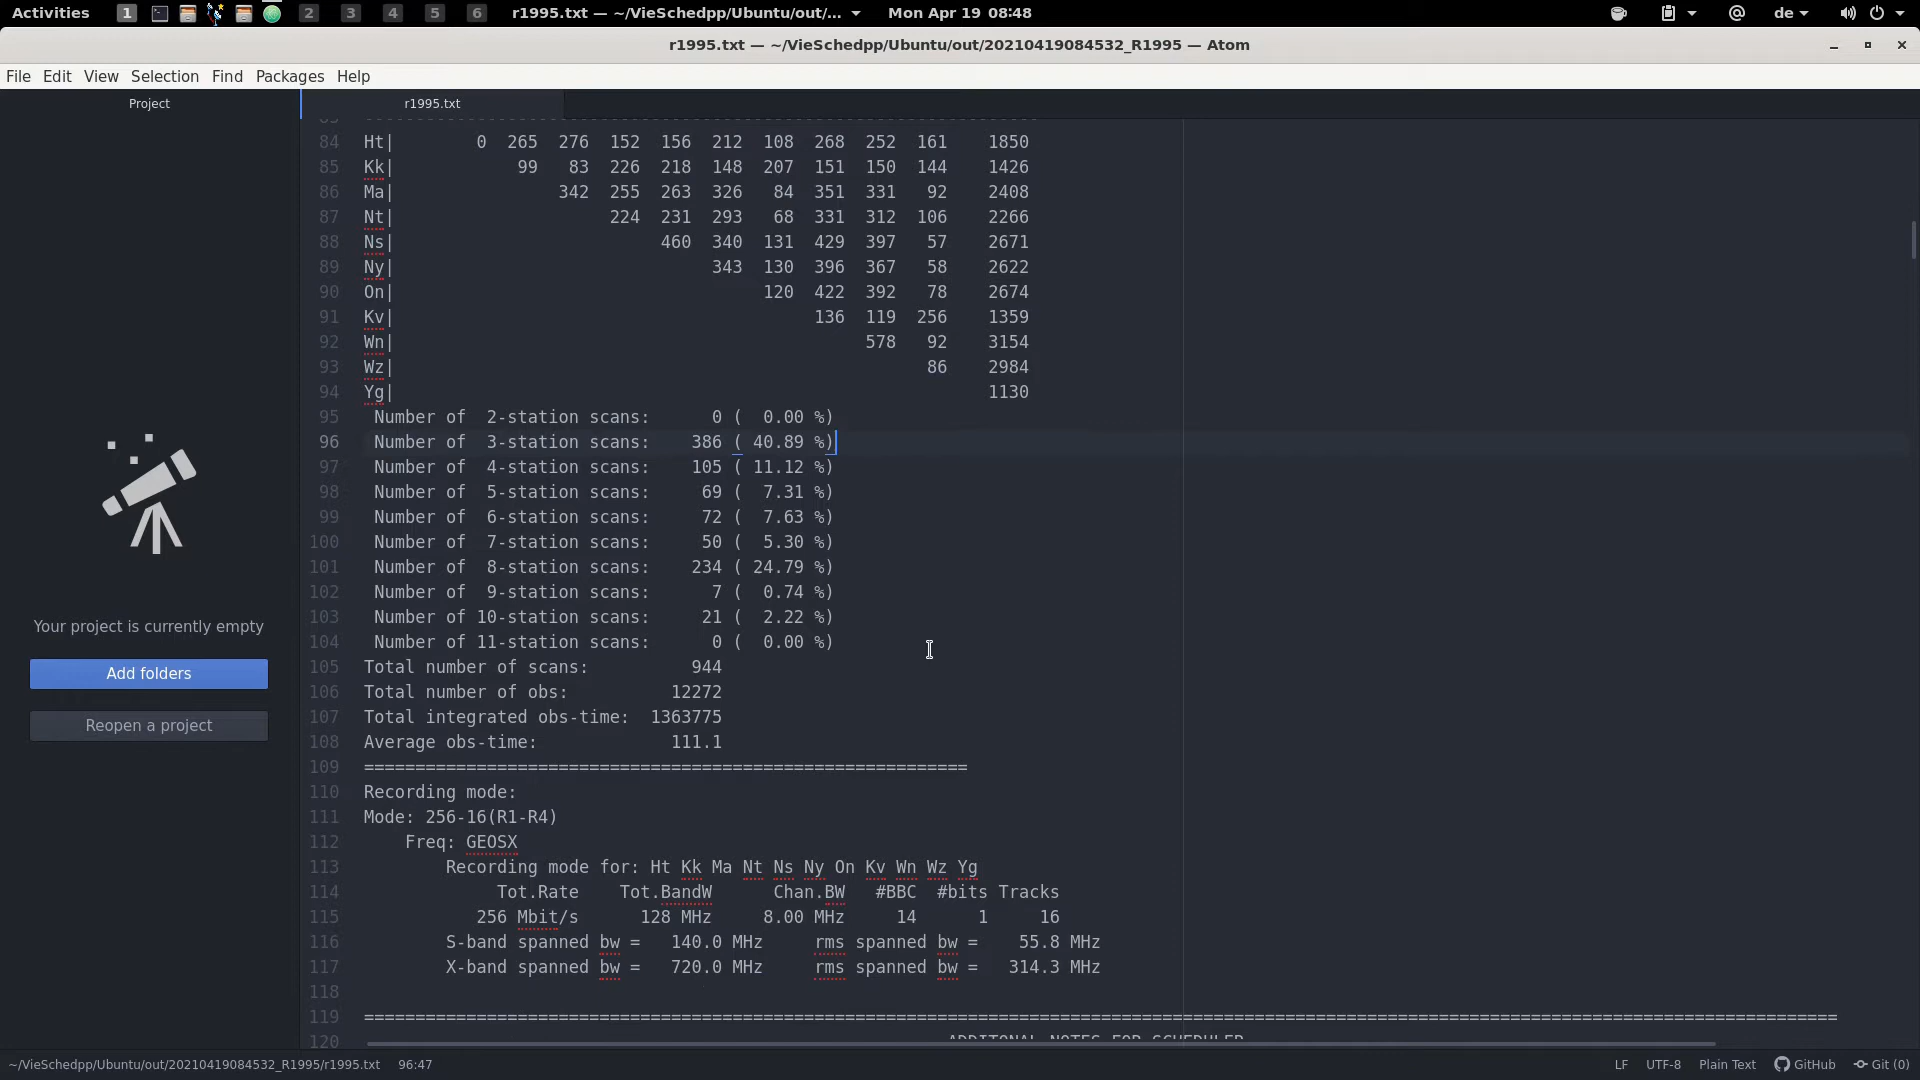 Activities 1 2 3 4 5 6 r1995.txt — ~/VieSchedpp/Ubuntu/out/... Mon Apr 19 08:48 de
r1995.txt — ~/VieSchedpp/Ubuntu/out/20210419084532_R1995 — Atom
File Edit View Selection Find Packages Help
Project
Your project is currently empty
Add folders
Reopen a project
r1995.txt
84 Ht| 0 265 276 152 156 212 108 268 252 161 1850
85 Kk| 99 83 226 218 148 207 151 150 144 1426
86 Ma| 342 255 263 326 84 351 331 92 2408
87 Nt| 224 231 293 68 331 312 106 2266
88 Ns| 460 340 131 429 397 57 2671
89 Ny| 343 130 396 367 58 2622
90 On| 120 422 392 78 2674
91 Kv| 136 119 256 1359
92 Wn| 578 92 3154
93 Wz| 86 2984
94 Yg| 1130
95 Number of 2-station scans: 0 ( 0.00 %)
96 Number of 3-station scans: 386 ( 40.89 %)
97 Number of 4-station scans: 105 ( 11.12 %)
98 Number of 5-station scans: 69 ( 7.31 %)
99 Number of 6-station scans: 72 ( 7.63 %)
100 Number of 7-station scans: 50 ( 5.30 %)
101 Number of 8-station scans: 234 ( 24.79 %)
102 Number of 9-station scans: 7 ( 0.74 %)
103 Number of 10-station scans: 21 ( 2.22 %)
104 Number of 11-station scans: 0 ( 0.00 %)
105 Total number of scans: 944
106 Total number of obs: 12272
107 Total integrated obs-time: 1363775
108 Average obs-time: 111.1
109 ===========================================================
110 Recording mode:
111 Mode: 256-16(R1-R4)
112 Freq: GEOSX
113 Recording mode for: Ht Kk Ma Nt Ns Ny On Kv Wn Wz Yg
114 Tot.Rate Tot.BandW Chan.BW #BBC #bits Tracks
115 256 Mbit/s 128 MHz 8.00 MHz 14 1 16
116 S-band spanned bw = 140.0 MHz rms spanned bw = 55.8 MHz
117 X-band spanned bw = 720.0 MHz rms spanned bw = 314.3 MHz
118
119 ================================================================================================================================================
120 ADDITONAL NOTES FOR SCHEDULER
~/VieSchedpp/Ubuntu/out/20210419084532_R1995/r1995.txt 96:47 LF UTF-8 Plain Text GitHub Git (0)